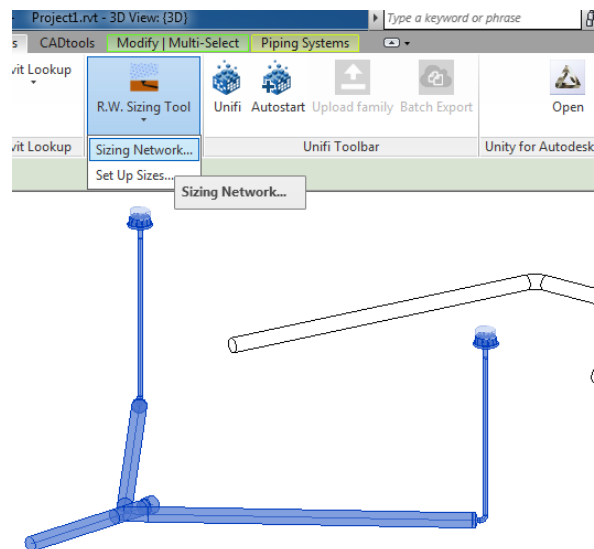 Project1.rvt - 3D View: {3D}
Type a keyword or phrase
s CADtools Modify | Multi-Select Piping Systems
vit Lookup
R.W. Sizing Tool
Unifi Autostart Upload family Batch Export
Open
vit Lookup
Sizing Network...
Unifi Toolbar
Unity for Autodesk
Set Up Sizes...
Sizing Network...